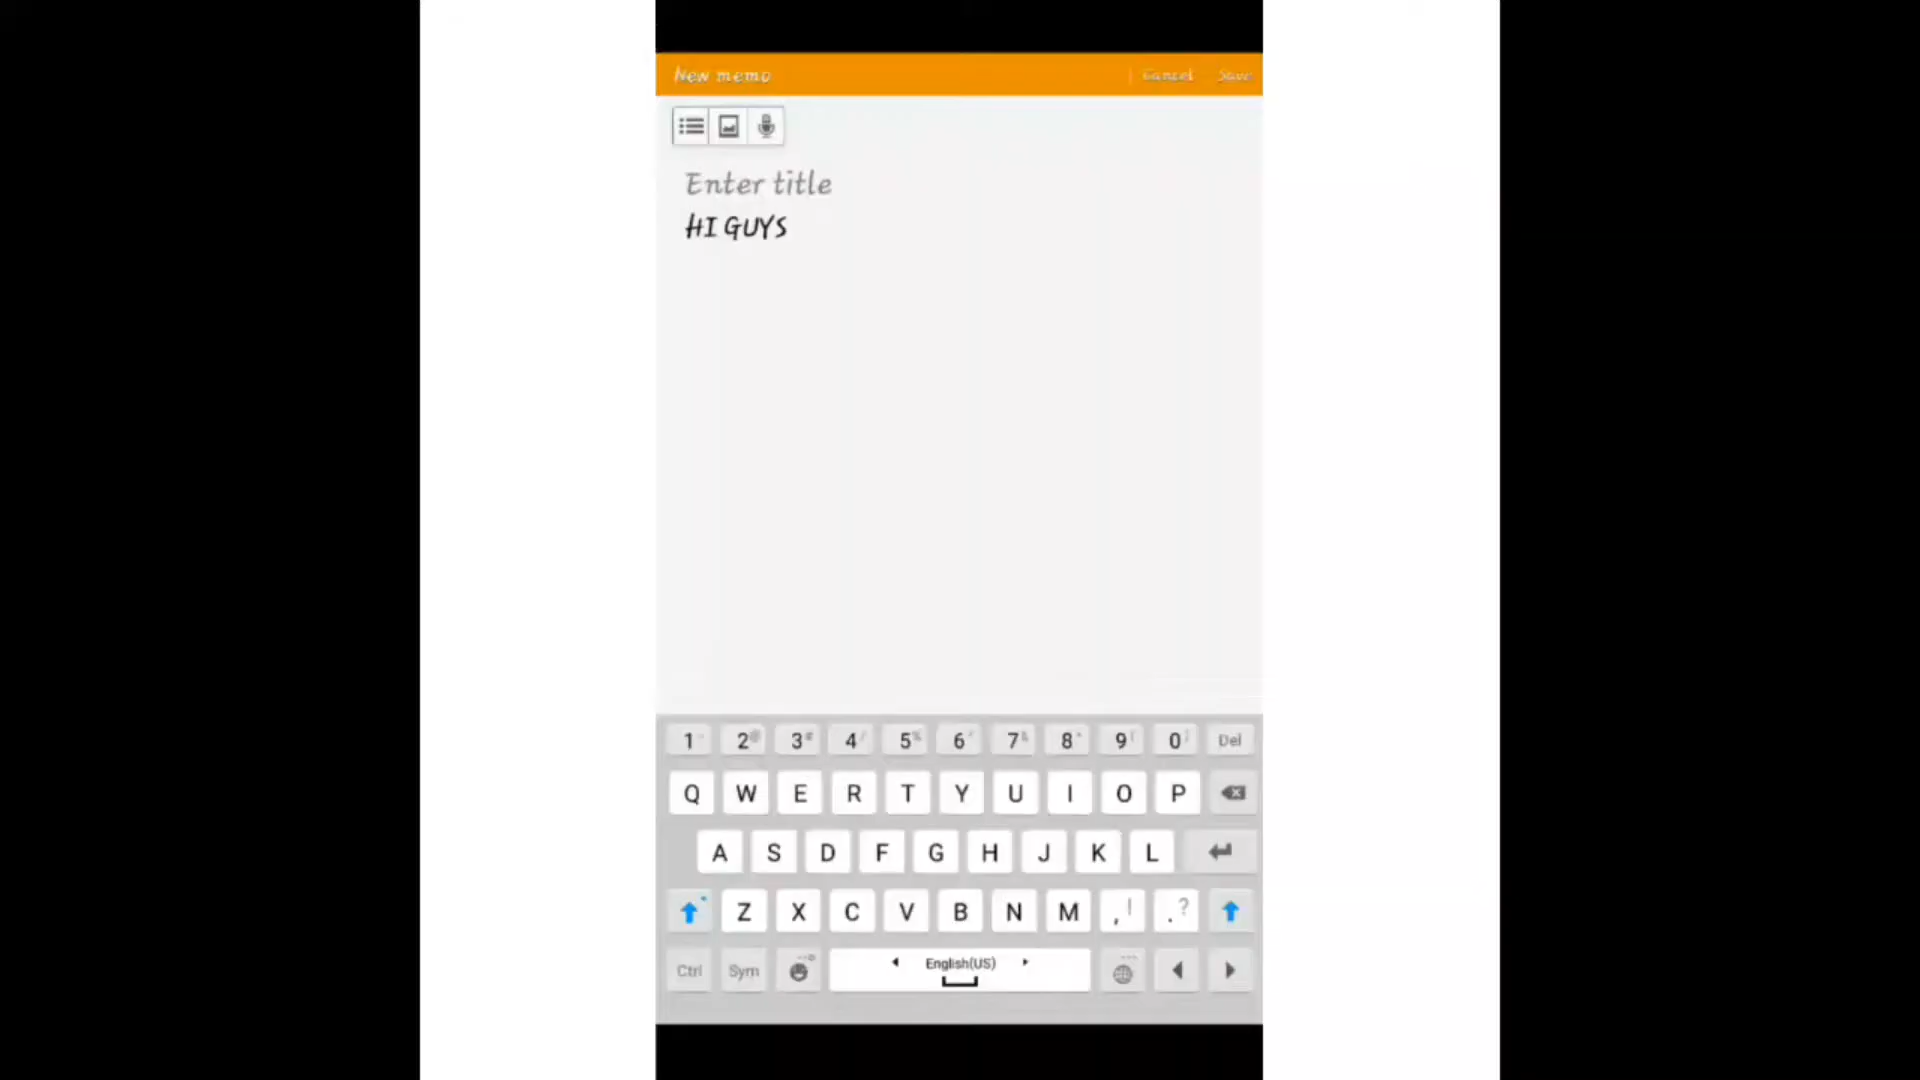 New memo
Cancel Save
Enter title
HI GUYS
1 2@ 3# 4/ 5% 6^ 7& 8* 9( 0) Del
Q W E R T Y U I O P
A S D F G H J K L
Z X C V B N M ,! .?
Ctrl Sym English(US)